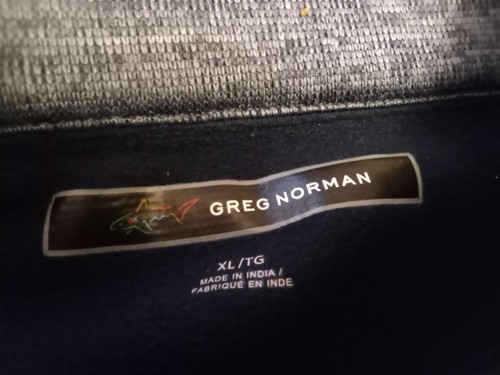 GREG NORMAN
XL/TG
MADE IN INDIA/
FABRIQUÉ EN INDE